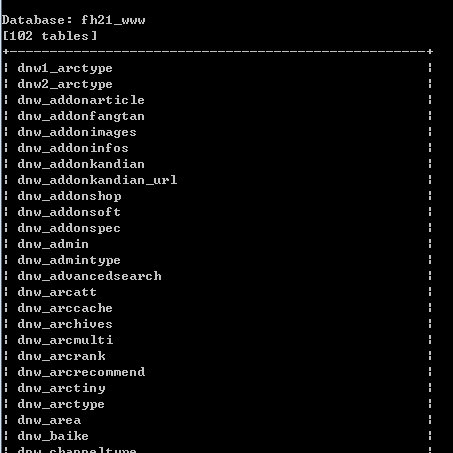 Database: fh21_www
[102 tables]
+--------------------------------------------------+
| dnw1_arctype |
| dnw2_arctype |
| dnw_addonarticle |
| dnw_addonfangtan |
| dnw_addonimages |
| dnw_addoninfos |
| dnw_addonkandian |
| dnw_addonkandian_url |
| dnw_addonshop |
| dnw_addonsoft |
| dnw_addonspec |
| dnw_admin |
| dnw_admintype |
| dnw_advancedsearch |
| dnw_arcatt |
| dnw_arccache |
| dnw_archives |
| dnw_arcmulti |
| dnw_arcrank |
| dnw_arcrecommend |
| dnw_arctiny |
| dnw_arctype |
| dnw_area |
| dnw_baike |
| dnw_channeltype |